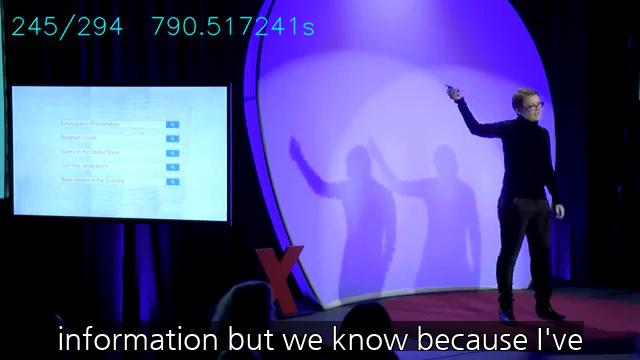 245/294 790.517241s
Emancipation Proclamation
Abraham Lincoln
Slavery in the United States
Civil War
Black soldiers in the Civil War
X
information but we know because I've